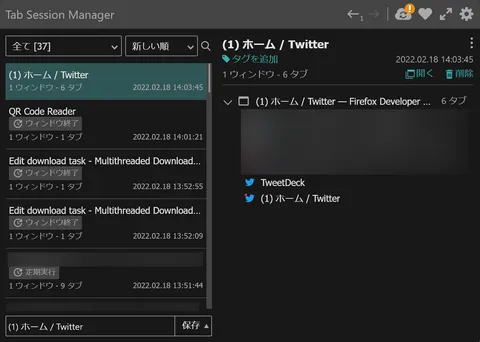 Tab Session Manager
1
全て [37]
新しい順
(1) ホーム / Twitter
1 ウィンドウ - 6 タブ
2022.02.18 14:03:45
QR Code Reader
ウィンドウ終了
1 ウィンドウ - 1 タブ
2022.02.18 14:01:21
Edit download task - Multithreaded Download...
ウィンドウ終了
1 ウィンドウ - 1 タブ
2022.02.18 13:52:55
Edit download task - Multithreaded Download...
ウィンドウ終了
1 ウィンドウ - 1 タブ
2022.02.18 13:52:09
定期実行
1 ウィンドウ - 9 タブ
2022.02.18 13:51:44
(1) ホーム / Twitter
保存
(1) ホーム / Twitter
タグを追加
2022.02.18 14:03:45
1 ウィンドウ - 6 タブ
開く
削除
(1) ホーム / Twitter — Firefox Developer ...
6 タブ
TweetDeck
(1) ホーム / Twitter